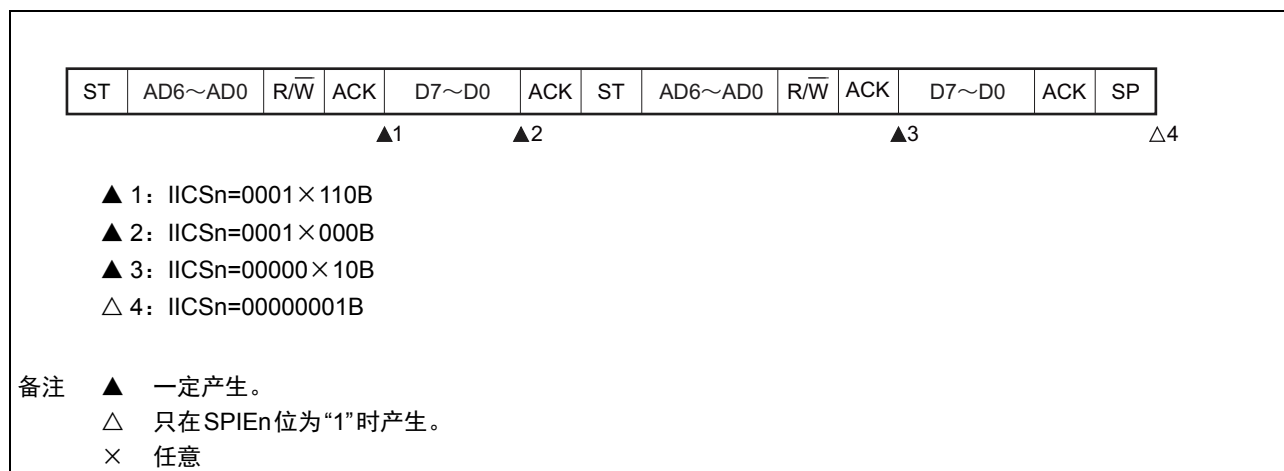 ST AD6～AD0 R/W̅ ACK D7～D0 ACK ST AD6～AD0 R/W̅ ACK D7～D0 ACK SP
▲1 ▲2 ▲3 △4
▲ 1：IICSn=0001×110B
▲ 2：IICSn=0001×000B
▲ 3：IICSn=00000×10B
△ 4：IICSn=00000001B
备注 ▲ 一定产生。
△ 只在SPIEn位为“1”时产生。
× 任意